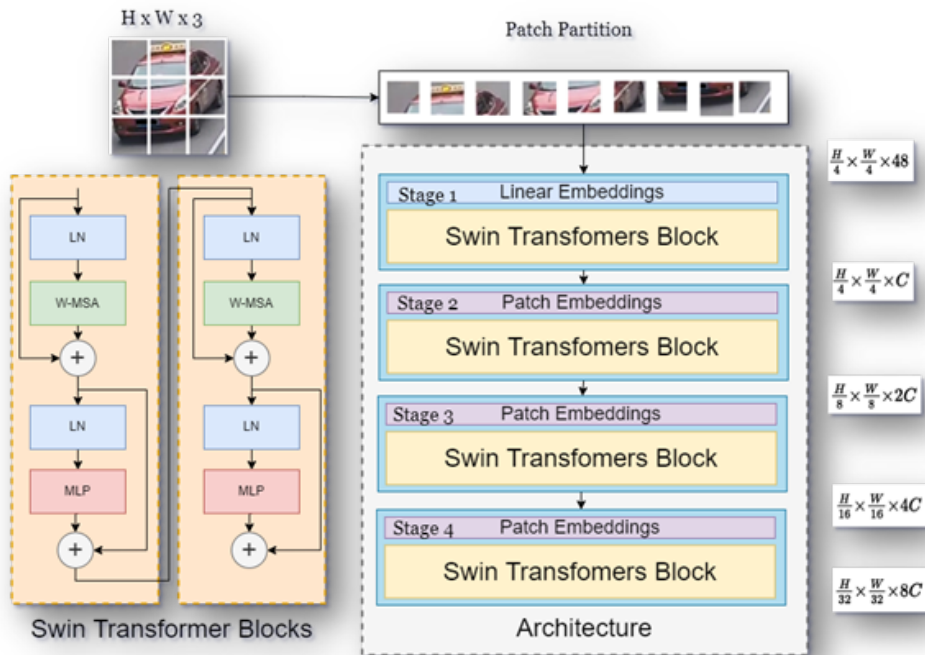 H x W x 3
Patch Partition
H/4 × W/4 × 48
Stage 1
Linear Embeddings
Swin Transfomers Block
H/4 × W/4 × C
Stage 2
Patch Embeddings
Swin Transfomers Block
H/8 × W/8 × 2C
Stage 3
Patch Embeddings
Swin Transfomers Block
H/16 × W/16 × 4C
Stage 4
Patch Embeddings
Swin Transfomers Block
H/32 × W/32 × 8C
Architecture
LN
W-MSA
+
LN
MLP
+
LN
W-MSA
+
LN
MLP
+
Swin Transformer Blocks